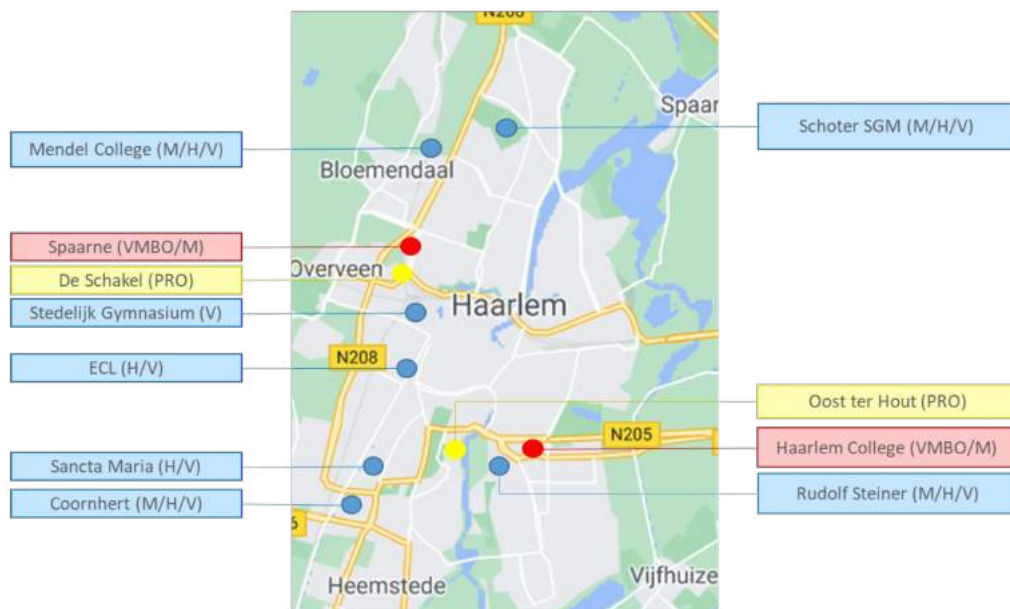 N208
Spaar
Schoter SGM (M/H/V)
Mendel College (M/H/V)
Bloemendaal
Spaarne (VMBO/M)
Overveen
De Schakel (PRO)
Haarlem
Stedelijk Gymnasium (V)
N208
ECL (H/V)
Oost ter Hout (PRO)
N205
Haarlem College (VMBO/M)
Sancta Maria (H/V)
Rudolf Steiner (M/H/V)
Coornhert (M/H/V)
6
Vijfhuize
Heemstede